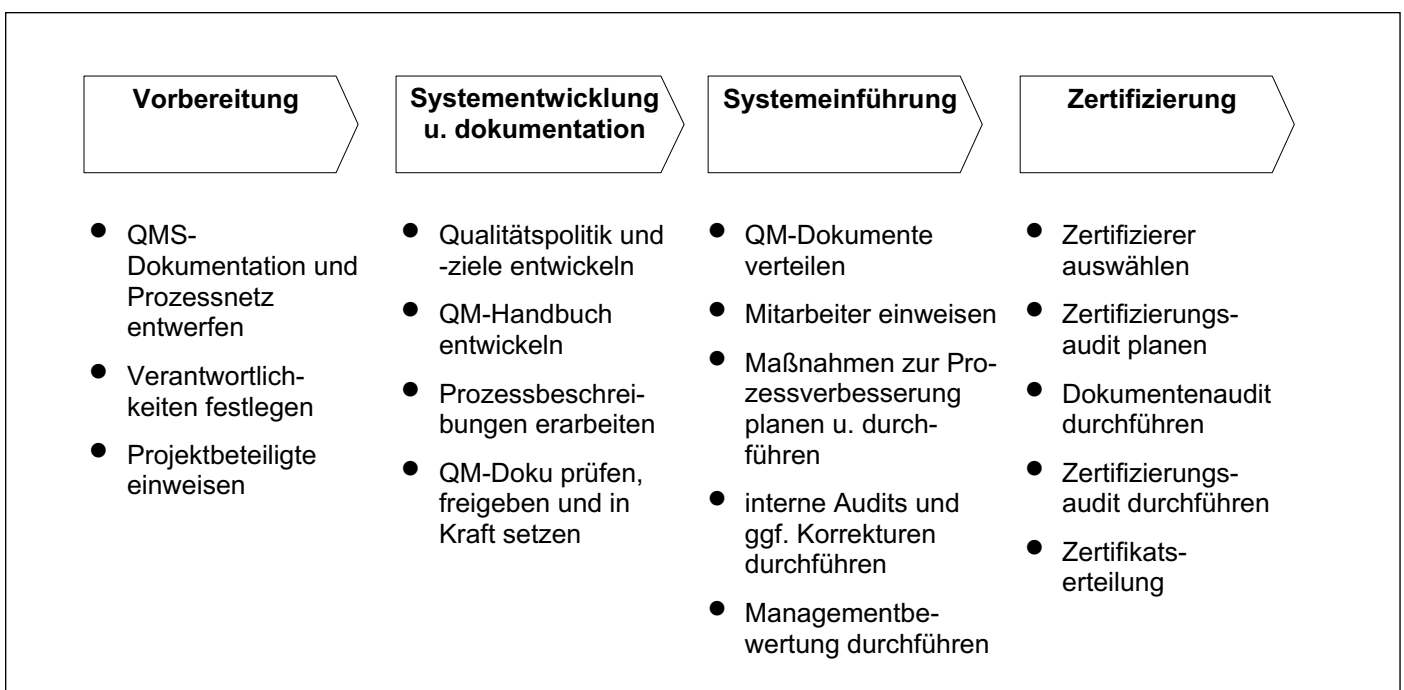 Vorbereitung
QMS-
Dokumentation und
Prozessnetz
entwerfen
Verantwortlich-
keiten festlegen
Projektbeteiligte
einweisen
Systementwicklung
u. dokumentation
Qualitätspolitik und
-ziele entwickeln
QM-Handbuch
entwickeln
Prozessbeschrei-
bungen erarbeiten
QM-Doku prüfen,
freigeben und in
Kraft setzen
Systemeinführung
QM-Dokumente
verteilen
Mitarbeiter einweisen
Maßnahmen zur Pro-
zessverbesserung
planen u. durch-
führen
interne Audits und
ggf. Korrekturen
durchführen
Managementbe-
wertung durchführen
Zertifizierung
Zertifizierer
auswählen
Zertifizierungs-
audit planen
Dokumentenaudit
durchführen
Zertifizierungs-
audit durchführen
Zertifikats-
erteilung